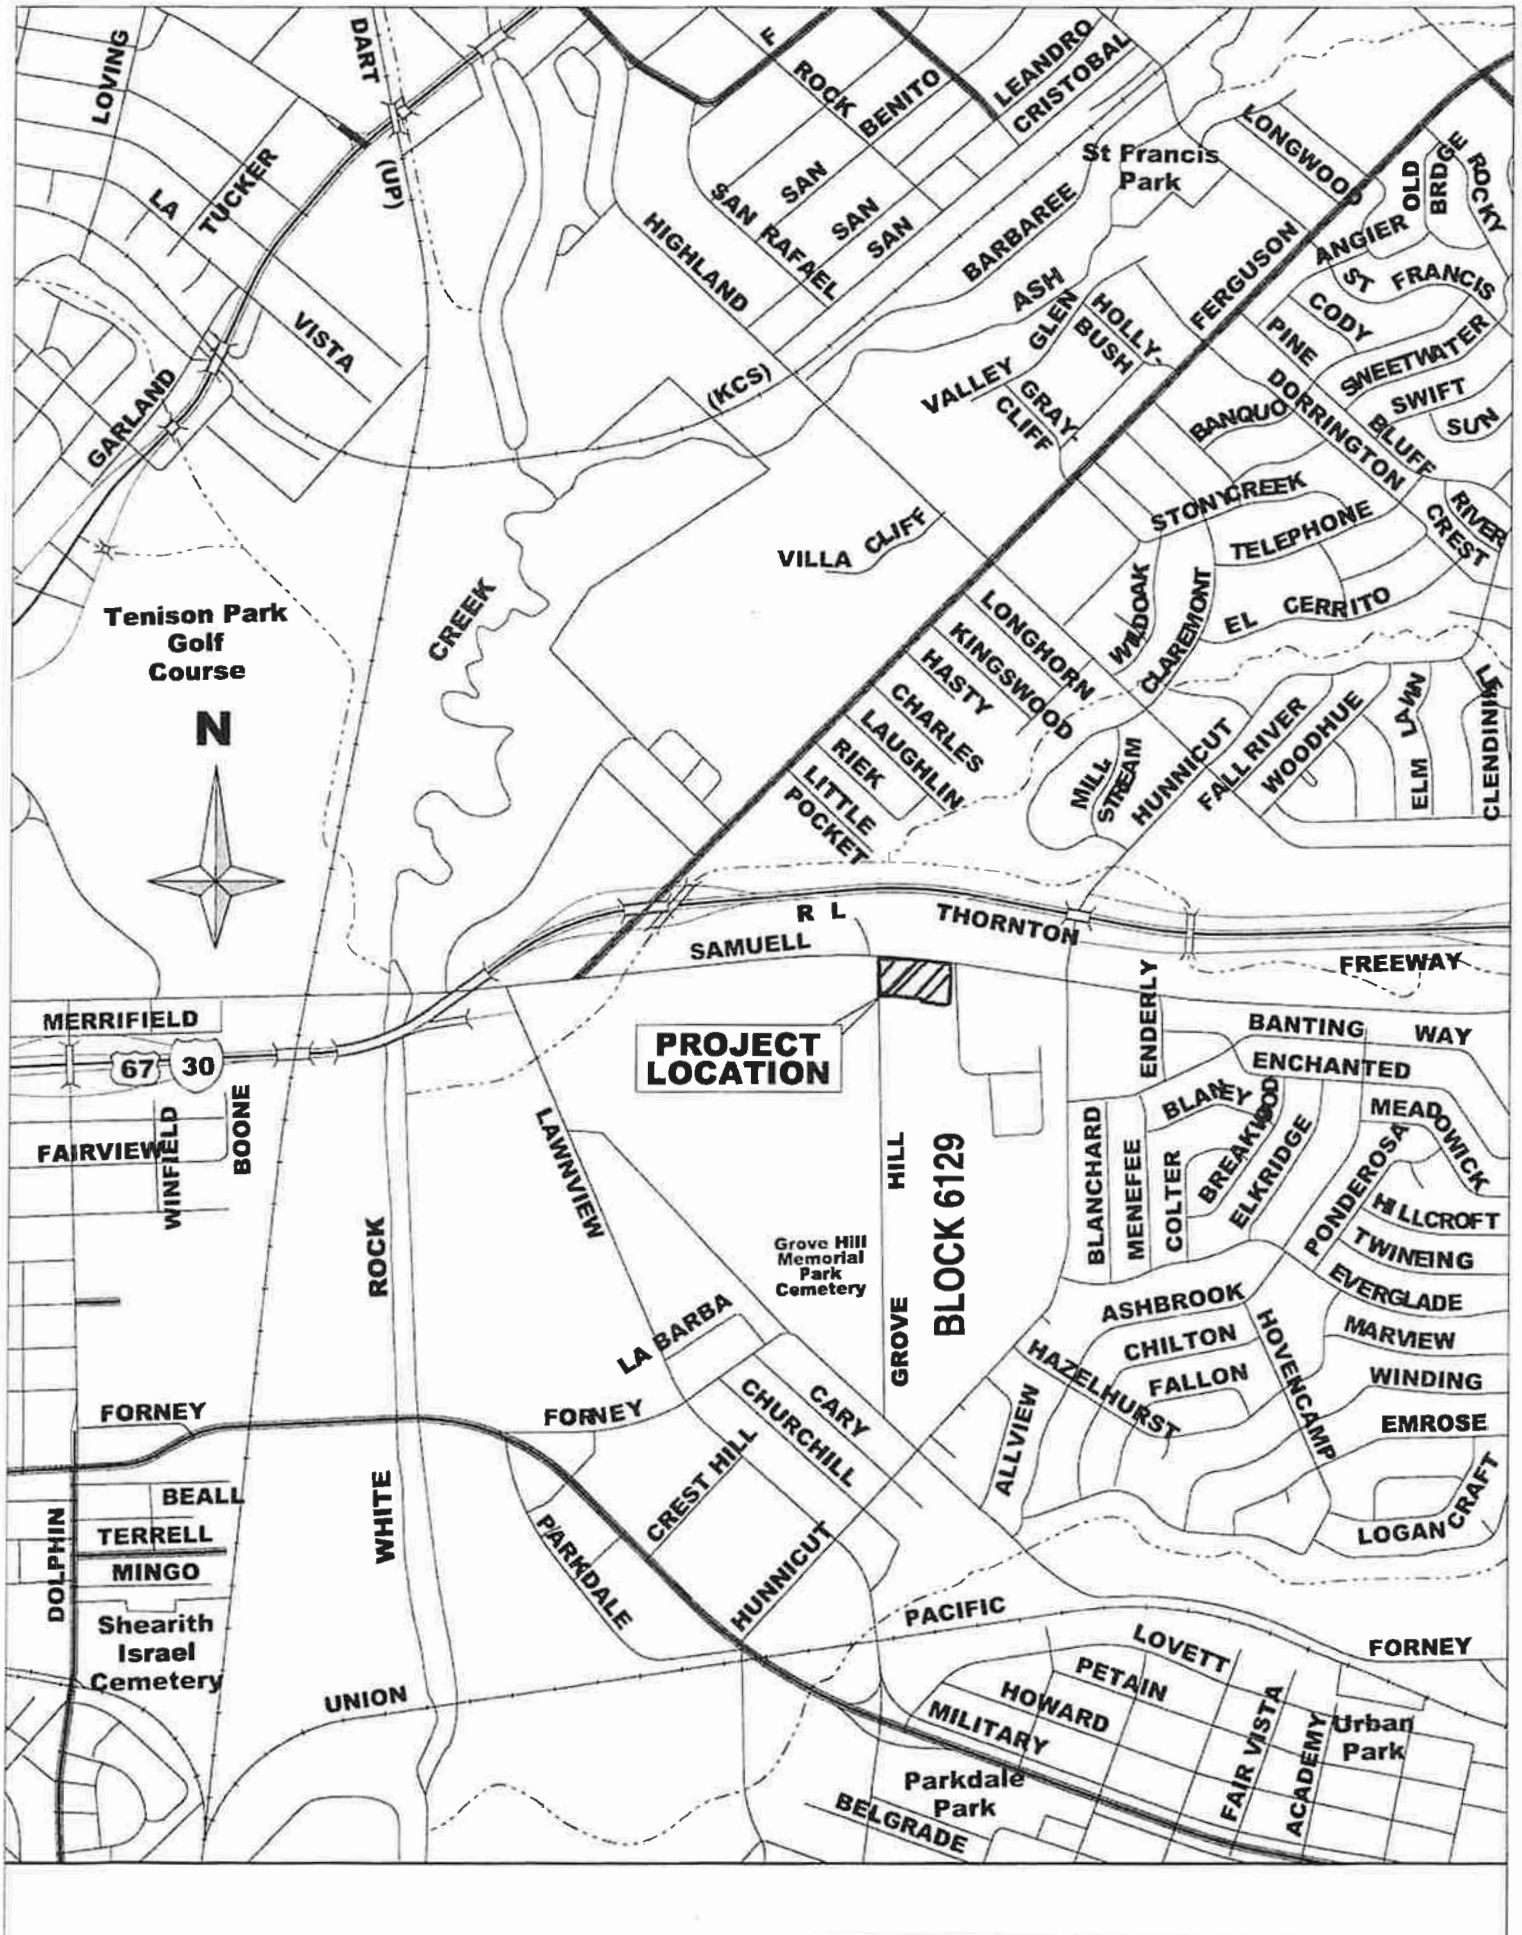 LOVING
DART
(UP)
F
ROCK
BENITO
LEANDRO
CRISTOBAL
LONGWOOD
St Francis
Park
OLD
BRDGE
ROCKY
TUCKER
LA
VISTA
SAN
SAN
SAN
SAN RAFAEL
HIGHLAND
BARBAREE
ASH
FERGUSON
ANGIER
ST FRANCIS
CODY
PINE
BLUFF
SWEETWATER
SWIFT
SUN
GARLAND
(KCS)
VALLEY
GLEN
HOLLY-
BUSH
GRAY-
CLIFF
BANQUO
DORRINGTON
STONYCREEK
TELEPHONE
RIVER
CREST
VILLA CLIFF
Tenison Park
Golf
Course
CREEK
N
LONGHORN
KINGSWOOD
HASTY
CHARLES
LAUGHLIN
RIEK
LITTLE
POCKET
WILDOAK
CLAREMONT
EL CERRITO
MILL
STREAM
HUNNICUT
FALL RIVER
WOODHUE
ELM LAWN
CLENDININ
LE
R L THORNTON
FREEWAY
SAMUELL
MERRIFIELD
67
30
PROJECT
LOCATION
ENDERLY
BANTING WAY
ENCHANTED
BLANEY
BREAKWOOD
MEADOWICK
FAIRVIEW
WINFIELD
BOONE
LAWNVIEW
GROVE HILL
BLOCK 6129
BLANCHARD
MENEFEE
COLTER
ELKRIDGE
PONDEROSA
HILLCROFT
TWINEING
EVERGLADE
ROCK
WHITE
Grove Hill
Memorial
Park
Cemetery
LA BARBA
ASHBROOK
CHILTON
FALLON
HAZELHURST
HOVENCAMP
MARVIEW
WINDING
EMROSE
FORNEY
FORNEY
CARY
CHURCHILL
CREST HILL
ALLVIEW
LOGAN
CRAFT
BEALL
TERRELL
MINGO
DOLPHIN
PARKDALE
HUNNICUT
Shearith
Israel
Cemetery
UNION
PACIFIC
FORNEY
LOVETT
PETAIN
HOWARD
MILITARY
FAIR VISTA
ACADEMY
Urban
Park
Parkdale
Park
BELGRADE